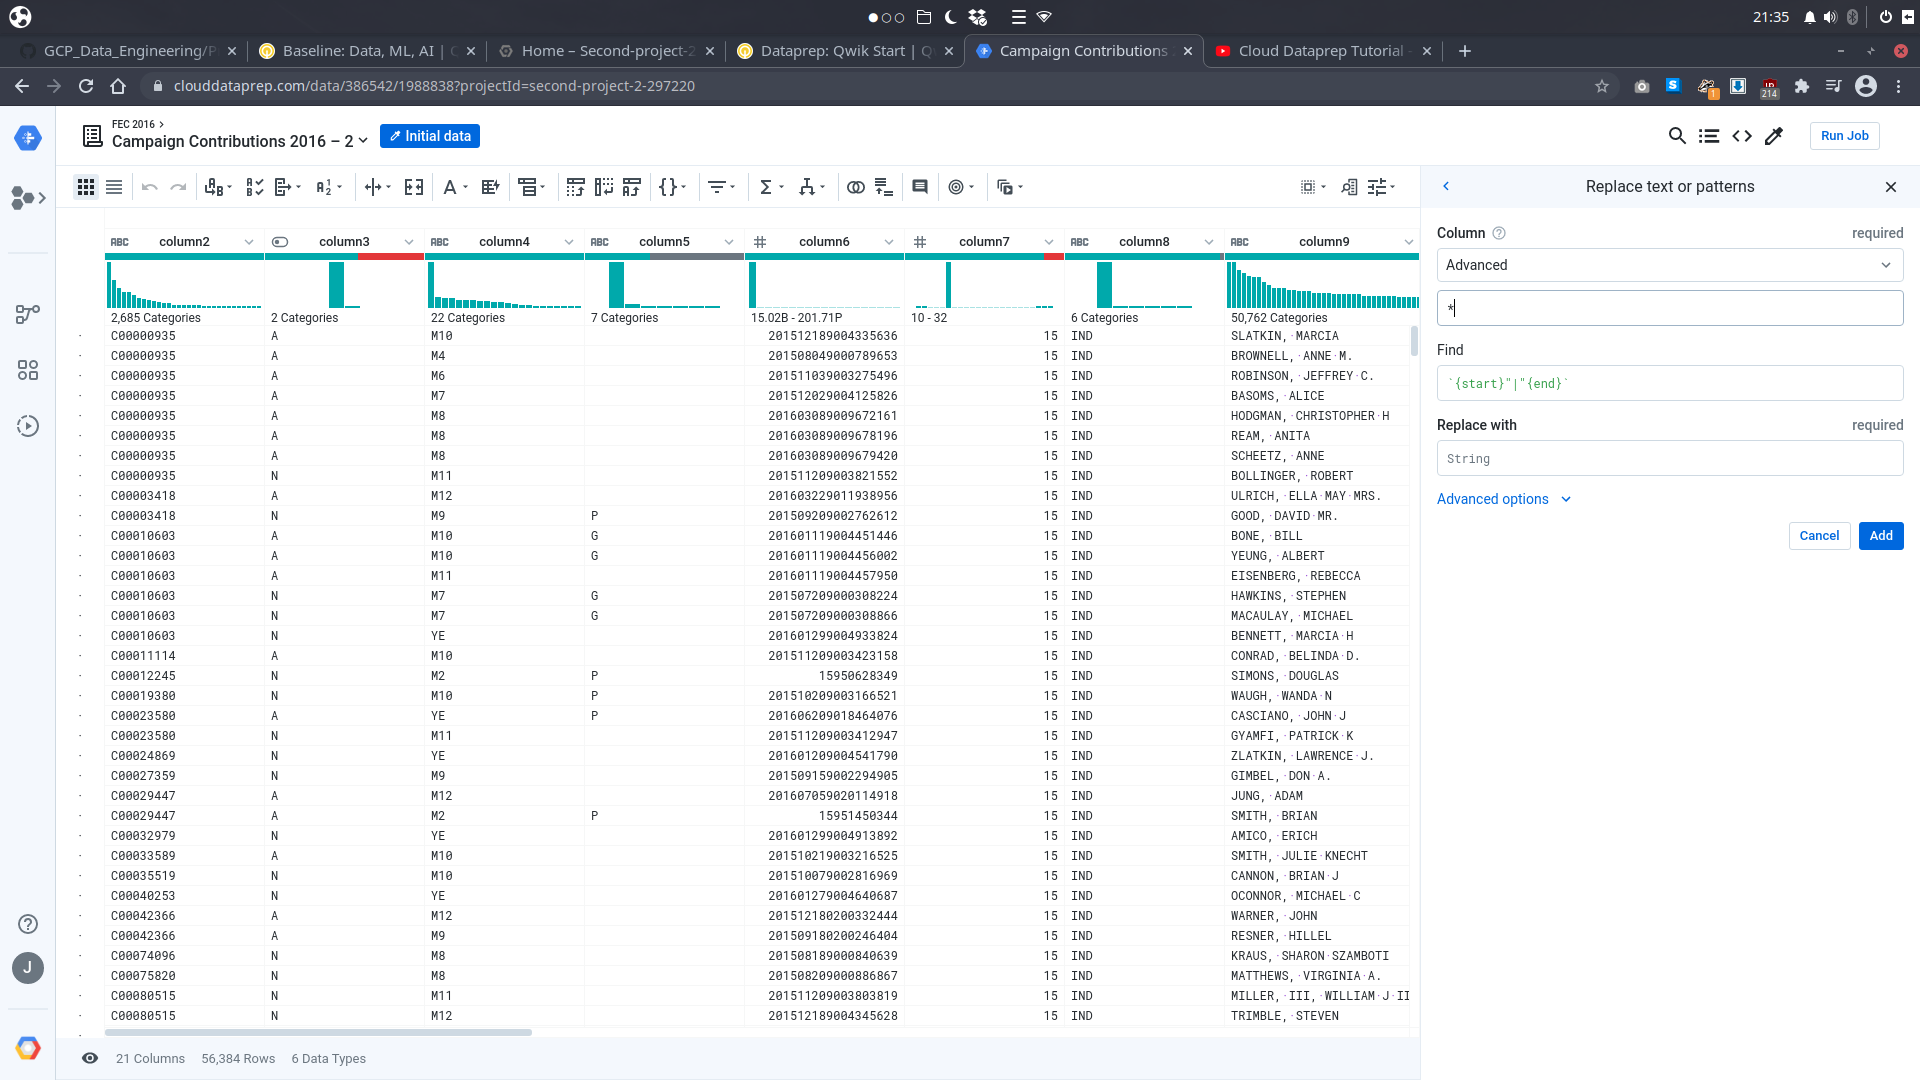 21:35
GCP_Data_Engineering/P
Baseline: Data, ML, AI |
Home – Second-project-2
Dataprep: Qwik Start |
Campaign Contributions
Cloud Dataprep Tutorial
clouddataprep.com/data/386542/1988838?projectId=second-project-2-297220
1
214
FEC 2016
Campaign Contributions 2016 – 2
Initial data
Run Job
Replace text or patterns
ABC column2
column3
ABC column4
ABC column5
# column6
# column7
ABC column8
ABC column9
2,685 Categories 2 Categories 22 Categories 7 Categories 15.02B - 201.71P 10 - 32 6 Categories 50,762 Categories
C00000935 A M10 201512189004335636 15 IND SLATKIN, MARCIA
C00000935 A M4 201508049000789653 15 IND BROWNELL, ANNE M.
C00000935 A M6 201511039003275496 15 IND ROBINSON, JEFFREY C.
C00000935 A M7 201512029004125826 15 IND BASOMS, ALICE
C00000935 A M8 201603089009672161 15 IND HODGMAN, CHRISTOPHER H
C00000935 A M8 201603089009678196 15 IND REAM, ANITA
C00000935 A M8 201603089009679420 15 IND SCHEETZ, ANNE
C00000935 N M11 201511209003821552 15 IND BOLLINGER, ROBERT
C00003418 A M12 201603229011938956 15 IND ULRICH, ELLA MAY MRS.
C00003418 N M9 P 201509209002762612 15 IND GOOD, DAVID MR.
C00010603 A M10 G 201601119004451446 15 IND BONE, BILL
C00010603 A M10 G 201601119004456002 15 IND YEUNG, ALBERT
C00010603 A M11 201601119004457950 15 IND EISENBERG, REBECCA
C00010603 N M7 G 201507209000308224 15 IND HAWKINS, STEPHEN
C00010603 N M7 G 201507209000308866 15 IND MACAULAY, MICHAEL
C00010603 N YE 201601299004933824 15 IND BENNETT, MARCIA H
C00011114 A M10 201511209003423158 15 IND CONRAD, BELINDA D.
C00012245 N M2 P 15950628349 15 IND SIMONS, DOUGLAS
C00019380 N M10 P 201510209003166521 15 IND WAUGH, WANDA N
C00023580 A YE P 201606209018464076 15 IND CASCIANO, JOHN J
C00023580 N M11 201511209003412947 15 IND GYAMFI, PATRICK K
C00024869 N YE 201601209004541790 15 IND ZLATKIN, LAWRENCE J.
C00027359 N M9 201509159002294905 15 IND GIMBEL, DON A.
C00029447 A M12 201607059020114918 15 IND JUNG, ADAM
C00029447 A M2 P 15951450344 15 IND SMITH, BRIAN
C00032979 N YE 201601299004913892 15 IND AMICO, ERICH
C00033589 A M10 201510219003216525 15 IND SMITH, JULIE KNECHT
C00035519 N M10 201510079002816969 15 IND CANNON, BRIAN J
C00040253 N YE 201601279004640687 15 IND OCONNOR, MICHAEL C
C00042366 A M12 201512180200332444 15 IND WARNER, JOHN
C00042366 A M9 201509180200246404 15 IND RESNER, HILLEL
C00074096 N M8 201508189000840639 15 IND KRAUS, SHARON SZAMBOTI
C00075820 N M8 201508209000886867 15 IND MATTHEWS, VIRGINIA A.
C00080515 N M11 201511209003803819 15 IND MILLER, III, WILLIAM J II
C00080515 N M12 201512189004345628 15 IND TRIMBLE, STEVEN
21 Columns 56,384 Rows 6 Data Types
J
Column required
Advanced
*
Find
`{start}"|"{end}`
Replace with required
String
Advanced options
Cancel Add